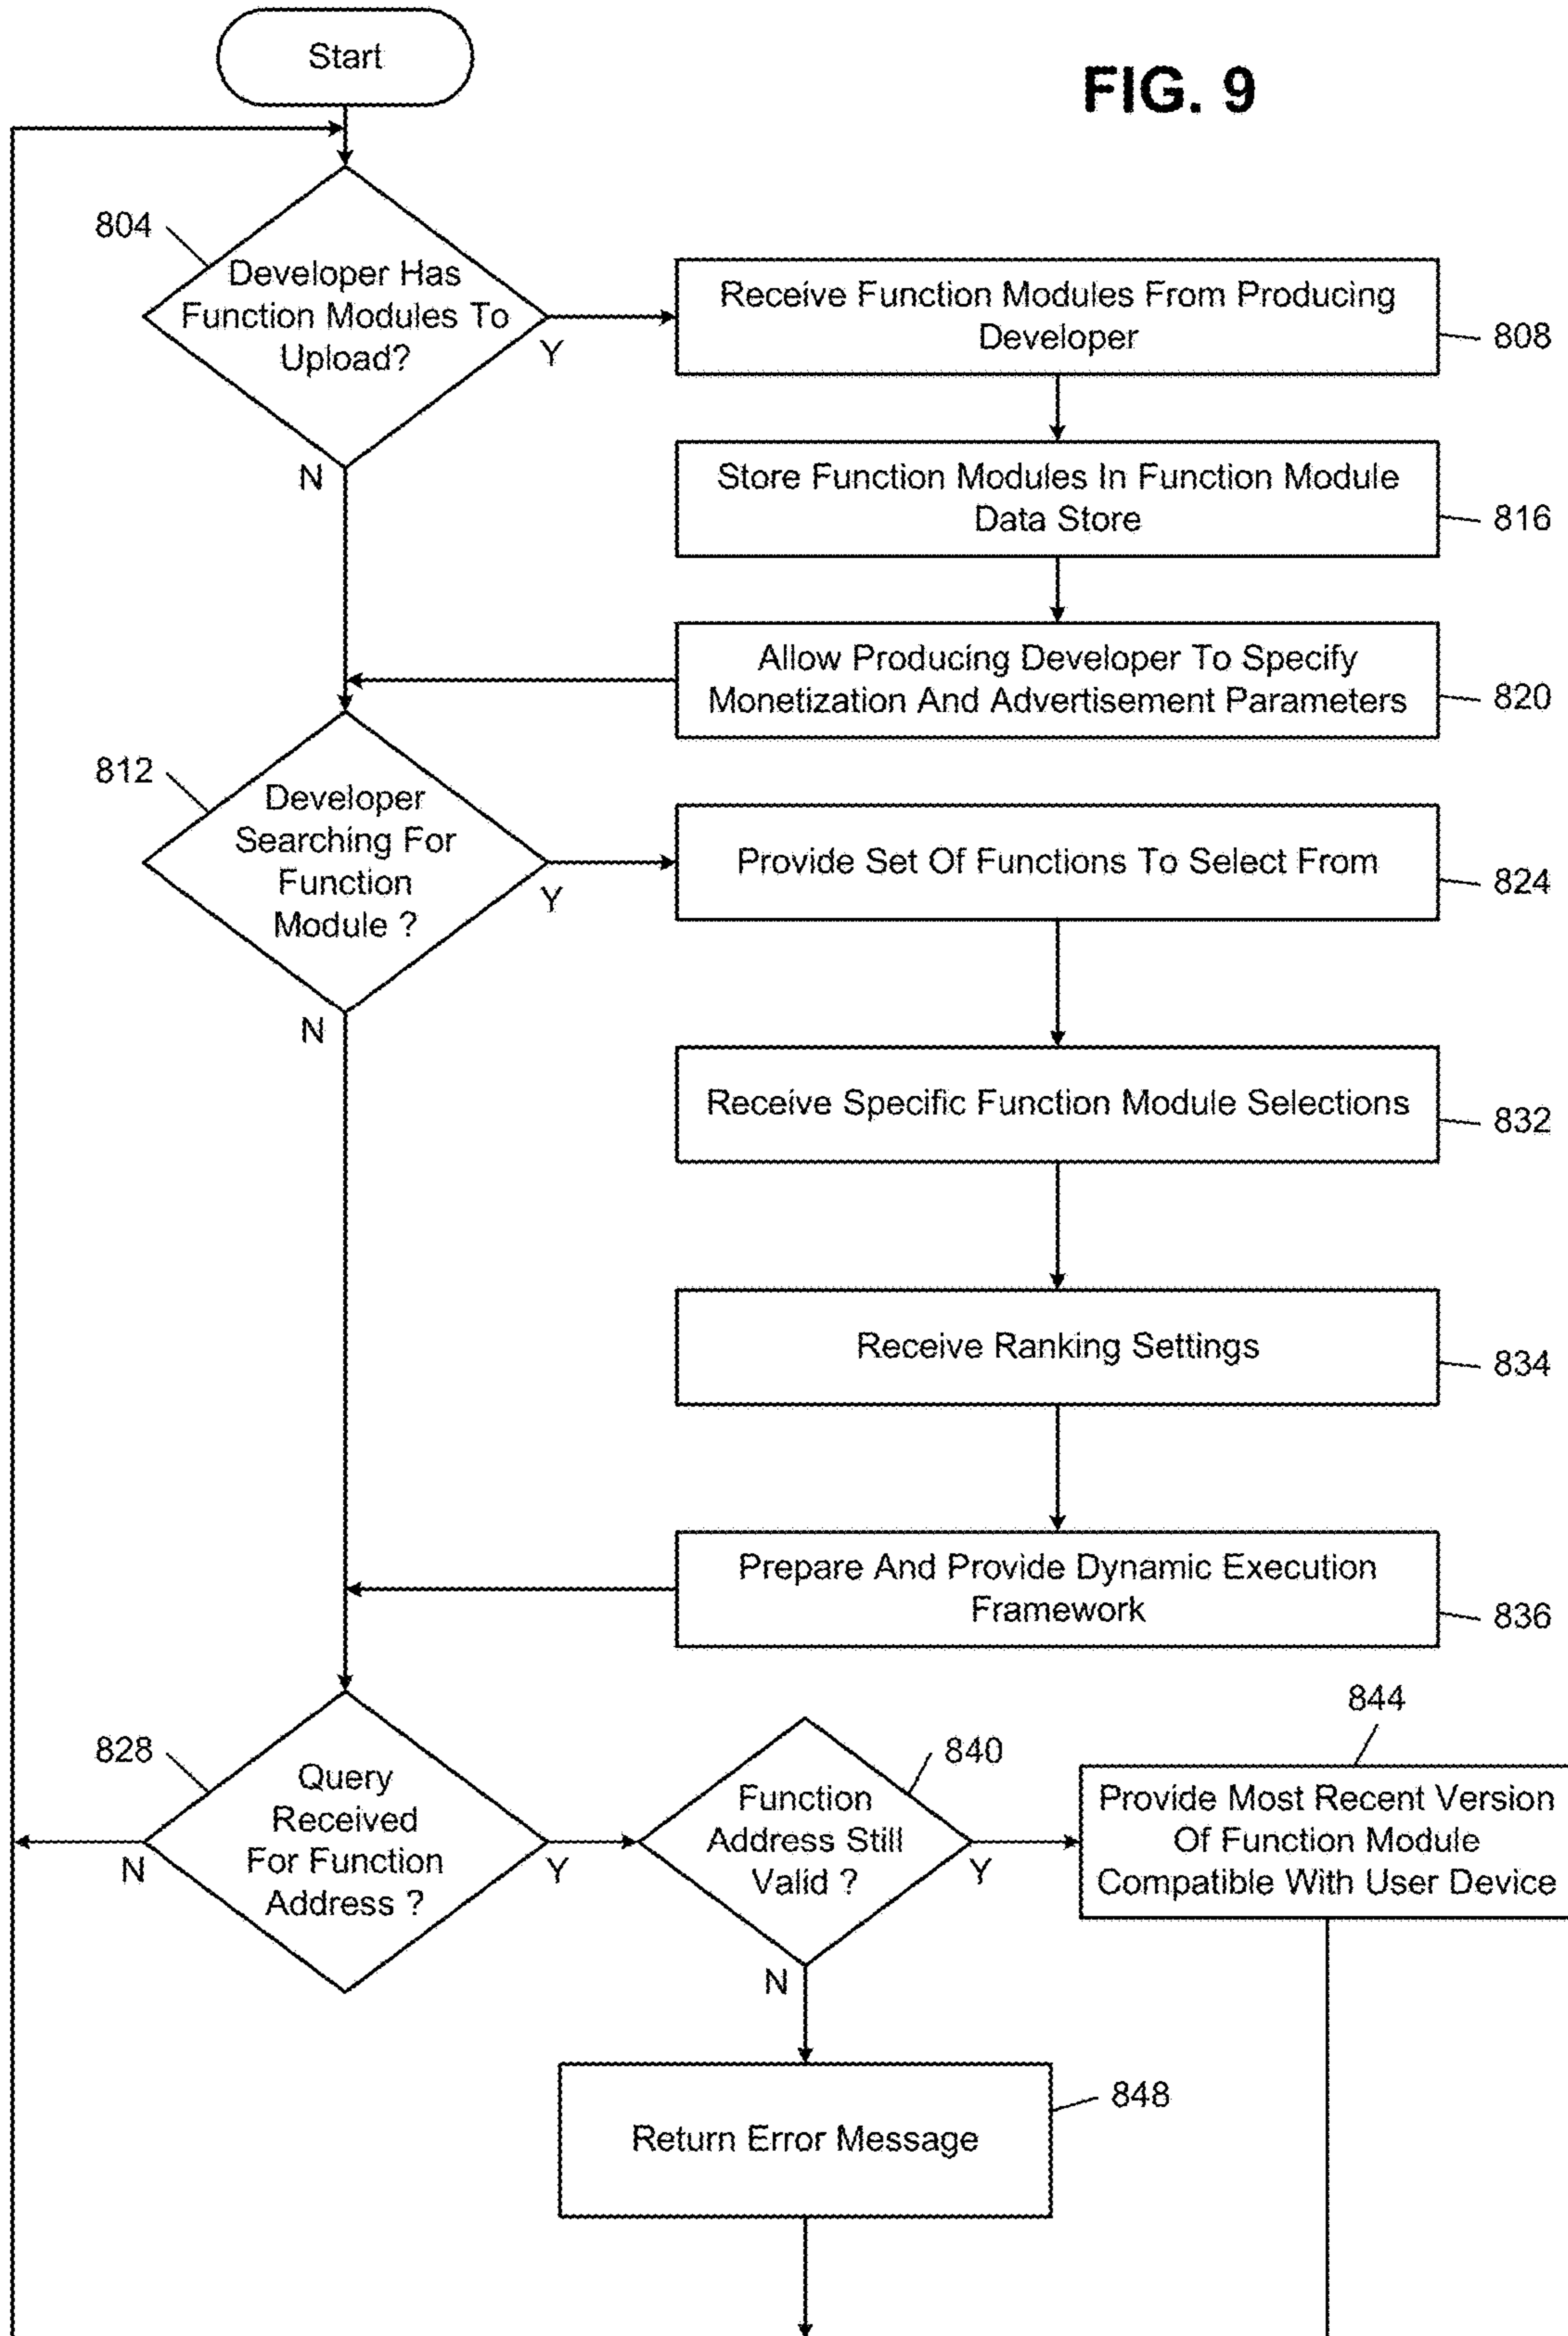 Start
FIG. 9
804
Developer Has
Function Modules To
Upload?
Y
N
Receive Function Modules From Producing
Developer
808
Store Function Modules In Function Module
Data Store
816
Allow Producing Developer To Specify
Monetization And Advertisement Parameters
820
812
Developer
Searching For
Function
Module ?
Y
N
Provide Set Of Functions To Select From
824
Receive Specific Function Module Selections
832
Receive Ranking Settings
834
Prepare And Provide Dynamic Execution
Framework
836
828
Query
Received
For Function
Address ?
N
Y
840
Function
Address Still
Valid ?
Y
N
844
Provide Most Recent Version
Of Function Module
Compatible With User Device
Return Error Message
848